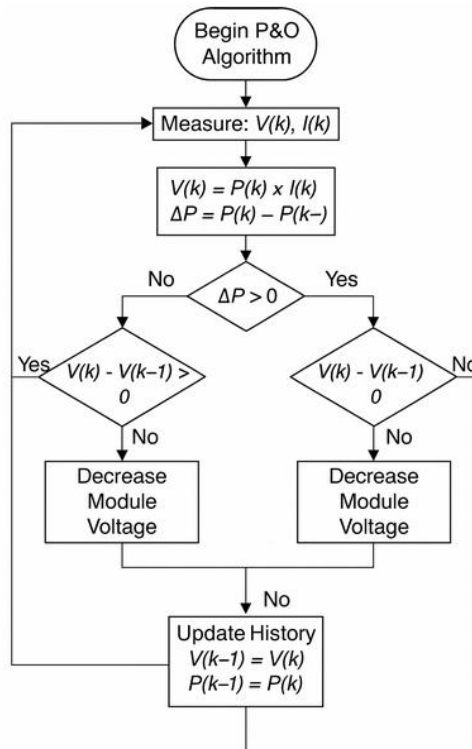 Begin P&O
Algorithm
Measure: V(k), I(k)
V(k) = P(k) x I(k)
ΔP = P(k) – P(k–)
No
ΔP > 0
Yes
Yes
V(k) - V(k–1) >
0
V(k) - V(k–1)
0
No
No
No
Decrease
Module
Voltage
Decrease
Module
Voltage
No
Update History
V(k–1) = V(k)
P(k–1) = P(k)